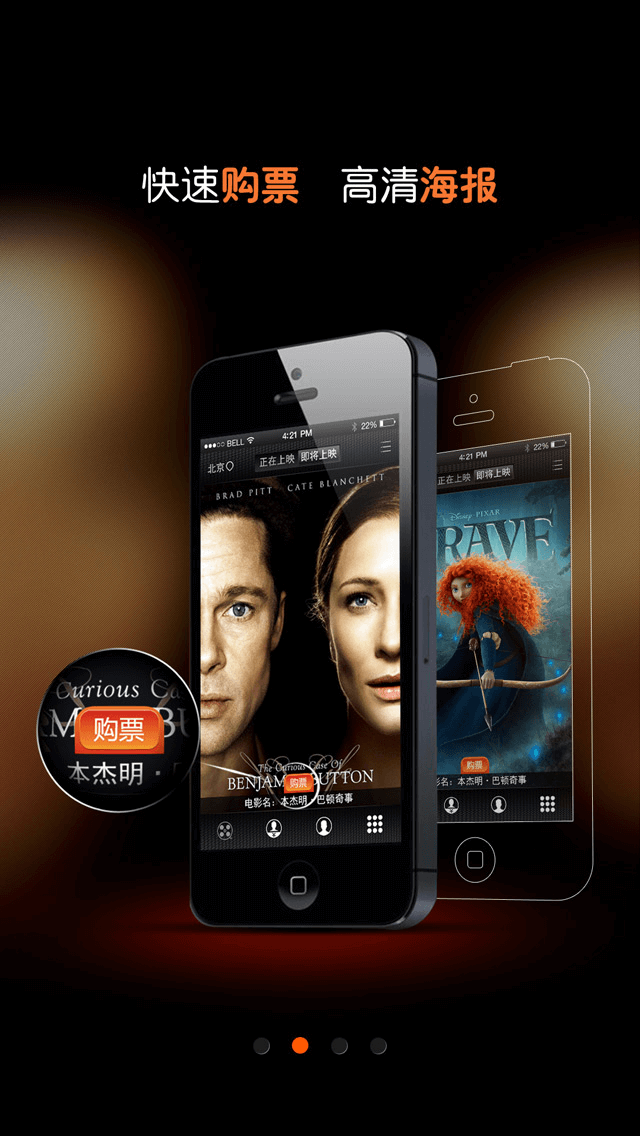 快速购票 高清海报
BELL 4:21 PM 22%
北京 正在上映 即将上映
BRAD PITT CATE BLANCHETT
The Curious Case Of
BENJAM BUTTON
购票
电影名：本杰明·巴顿奇事
4:21 PM 22%
正在上映 即将上映
DISNEY PIXAR
RAVE
购票
电影名：本杰明·巴顿奇事
Curious Ca
购票
本杰明·